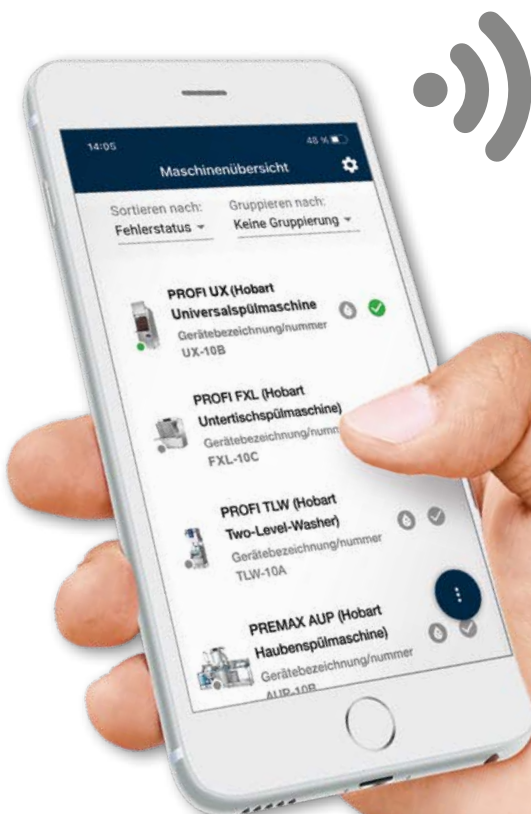 14:05
48 %
Maschinenübersicht
Sortieren nach:
Gruppieren nach:
Fehlerstatus
Keine Gruppierung
PROFI UX (Hobart
Universalspülmaschine
Gerätebezeichnung/nummer
UX-10B
PROFI FXL (Hobart
Untertischspülmaschine)
Gerätebezeichnung/numm
FXL-10C
PROFI TLW (Hobart
Two-Level-Washer)
Gerätebezeichnung/nummer
TLW-10A
PREMAX AUP (Hobart
Haubenspülmaschine)
Gerätebezeichnung/nummer
AUP-10B